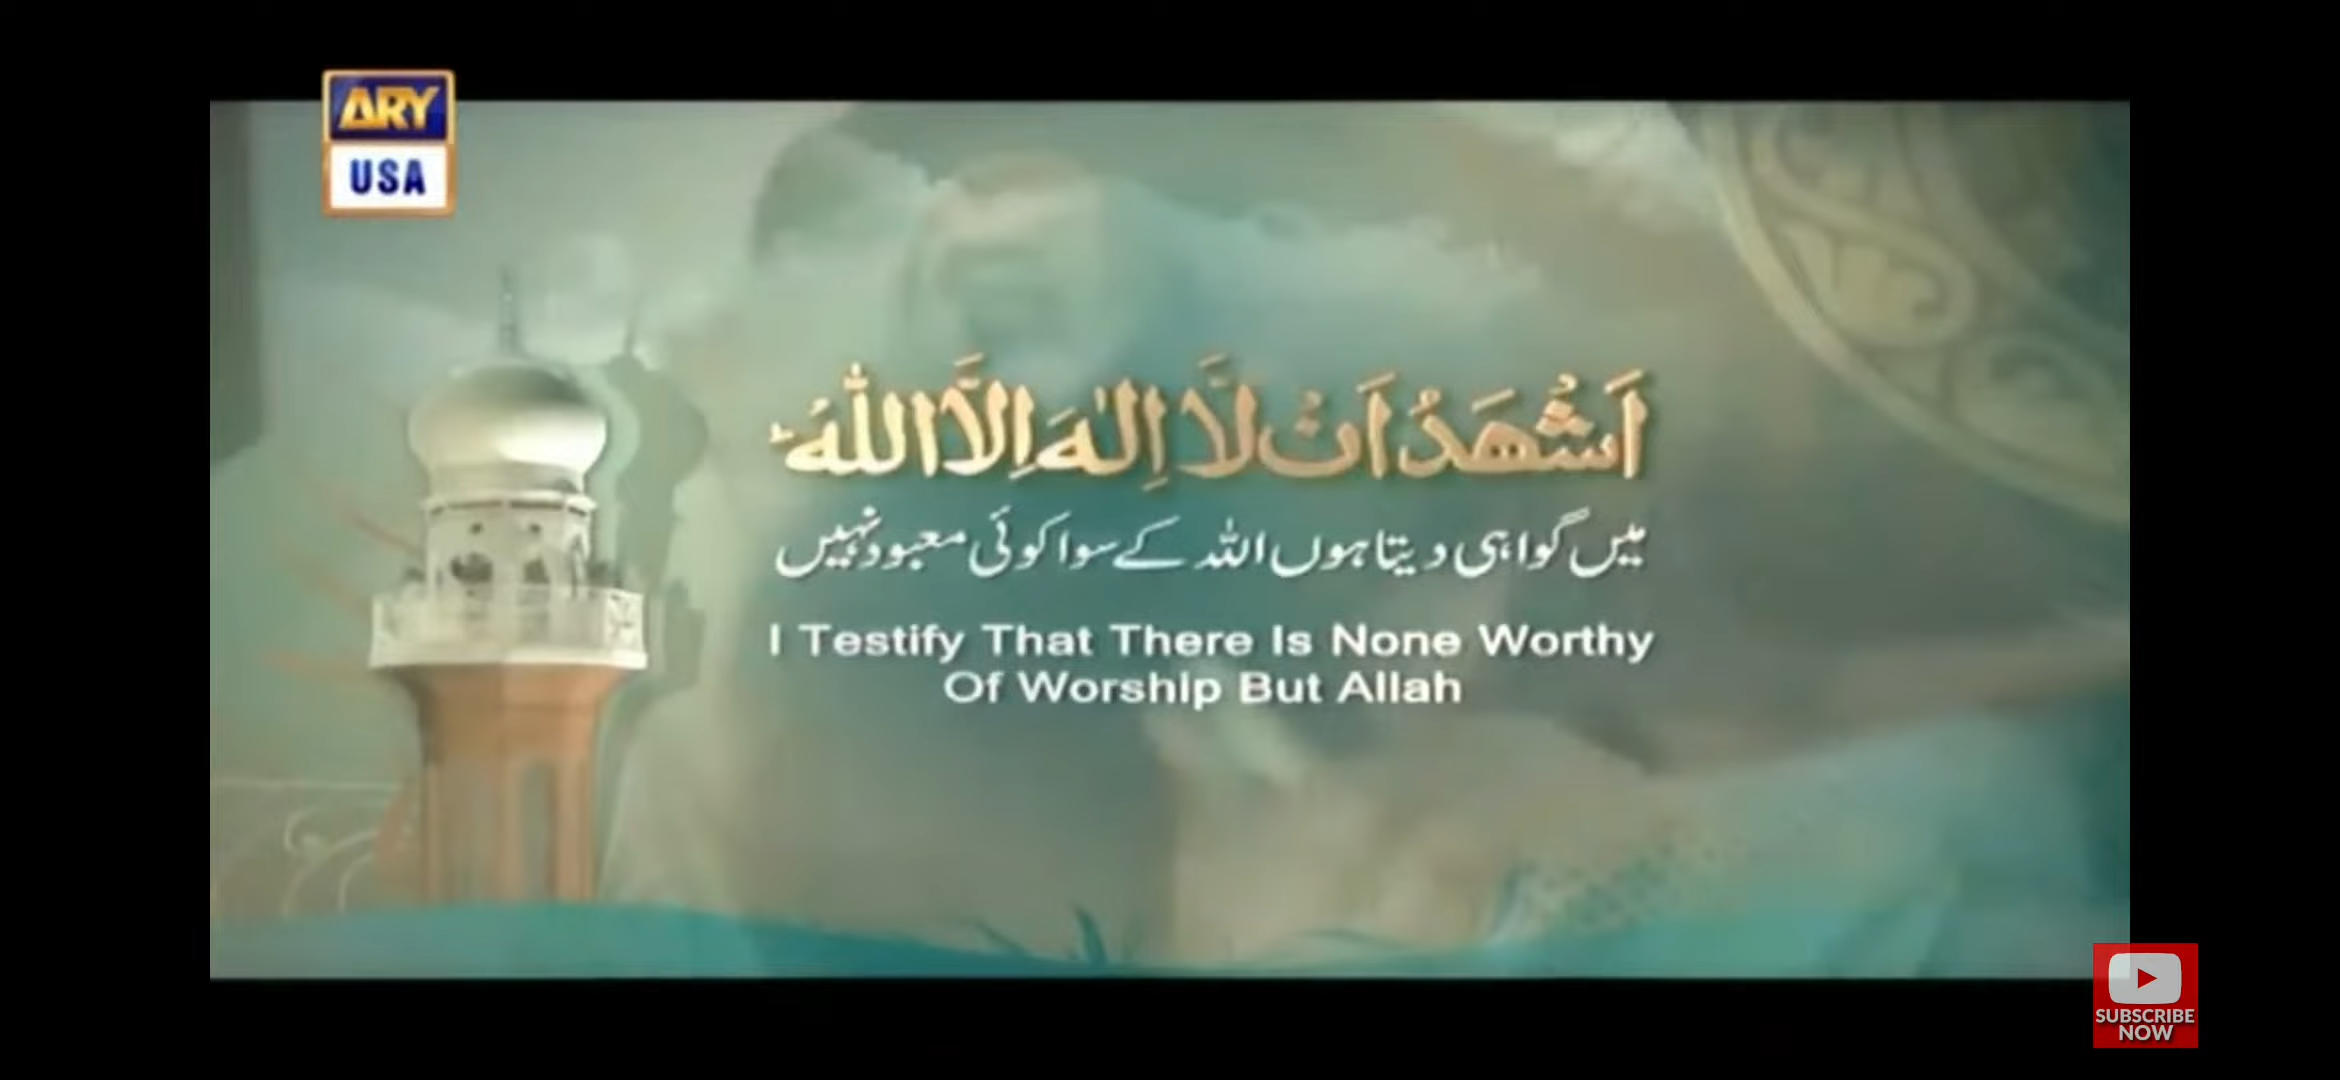 ARY
USA
اَشْهَدُ اَنْ لَّا اِلٰهَ اِلَّا اللّٰهُ ؕ
میں گواہی دیتا ہوں اللہ کے سوا کوئی معبود نہیں
I Testify That There Is None Worthy
Of Worship But Allah
SUBSCRIBE
NOW